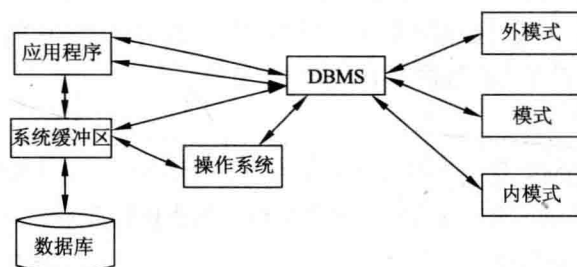 外模式
应用程序
DBMS
模式
系统缓冲区
操作系统
内模式
数据库